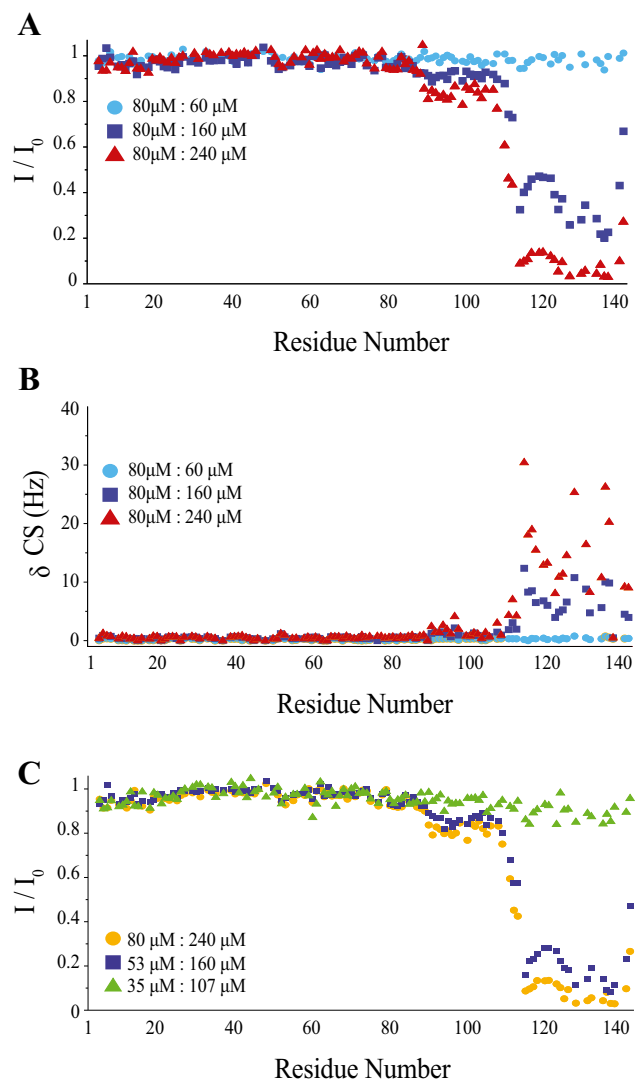 A
I / I0
1
0.8
0.6
0.4
0.2
0
80µM : 60 µM
80µM : 160 µM
80µM : 240 µM
1 20 40 60 80 100 120 140
Residue Number
B
δ CS (Hz)
40
30
20
10
0
80µM : 60 µM
80µM : 160 µM
80µM : 240 µM
1 20 40 60 80 100 120 140
Residue Number
C
I / I0
1
0.8
0.6
0.4
0.2
0
80 µM : 240 µM
53 µM : 160 µM
35 µM : 107 µM
1 20 40 60 80 100 120 140
Residue Number